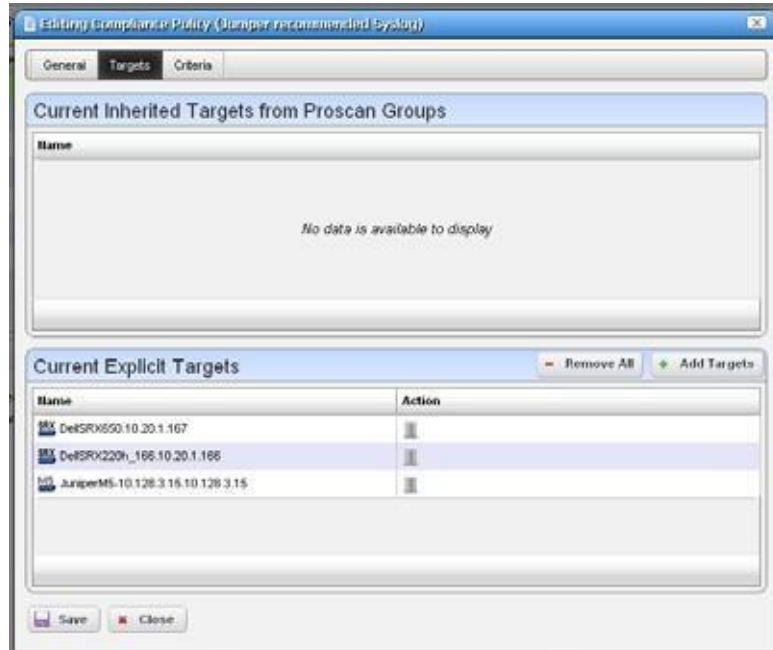 Editing Compliance Policy (Juniper recommended Syslog)
General Targets Criteria
Current Inherited Targets from Proscan Groups
Name
No data is available to display
Current Explicit Targets - Remove All + Add Targets
Name Action
DellSRX650.10.20.1.167
DellSRX220h_166.10.20.1.166
JuniperM5-10.128.3.15.10.128.3.15
Save Close